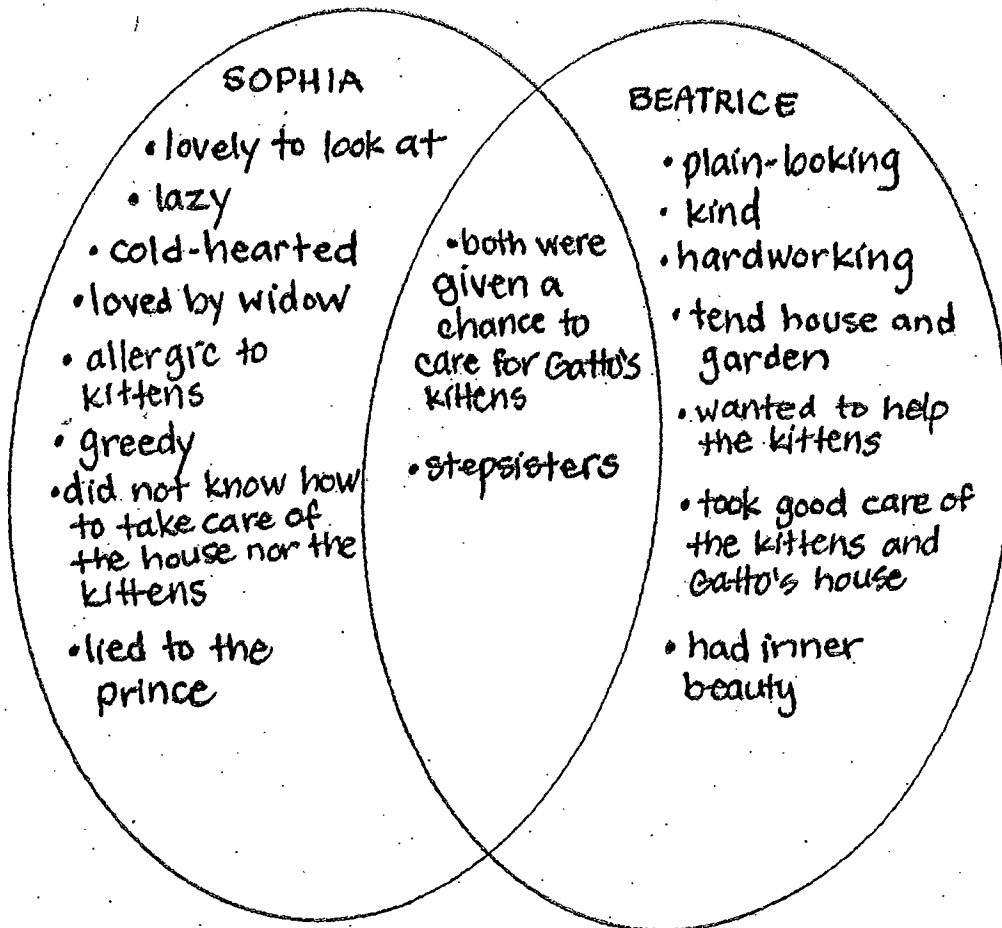 SOPHIA
• lovely to look at
• lazy
• cold-hearted
• loved by widow
• allergic to
kittens
• greedy
• did not know how
to take care of
the house nor the
kittens
• lied to the
prince
• both were
given a
chance to
care for Gatto's
kittens
• stepsisters
BEATRICE
• plain-looking
• kind
• hardworking
• tend house and
garden
• wanted to help
the kittens
• took good care of
the kittens and
Gatto's house
• had inner
beauty